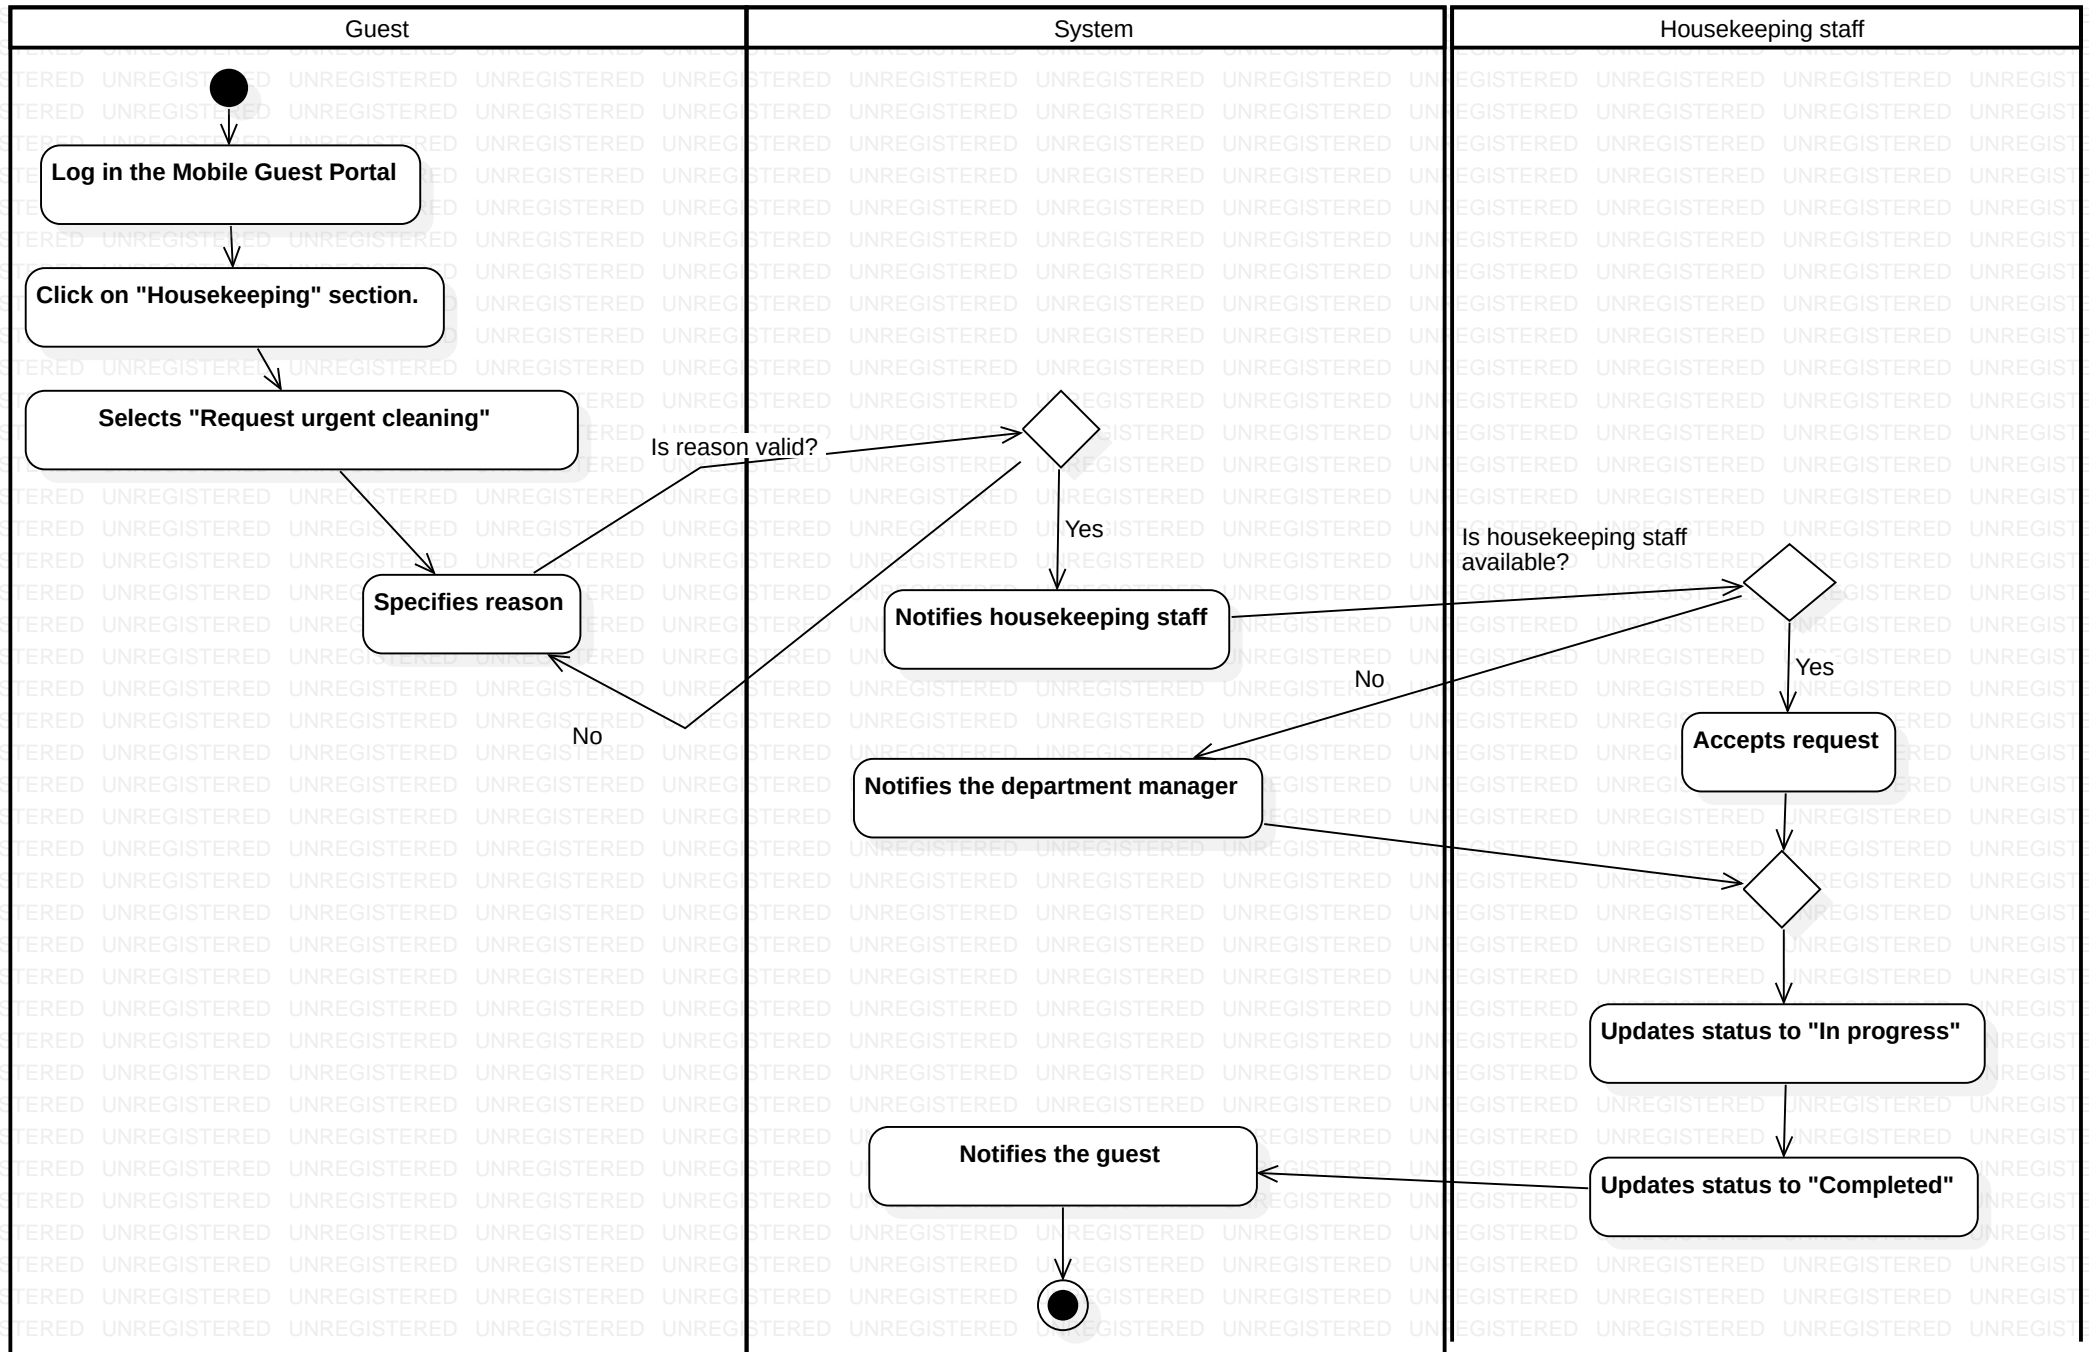 Guest
System
Housekeeping staff
Log in the Mobile Guest Portal
Click on "Housekeeping" section.
Selects "Request urgent cleaning"
Is reason valid?
Yes
Is housekeeping staff
available?
Specifies reason
Notifies housekeeping staff
Yes
No
No
Accepts request
Notifies the department manager
Updates status to "In progress"
Notifies the guest
Updates status to "Completed"
UNREGISTERED